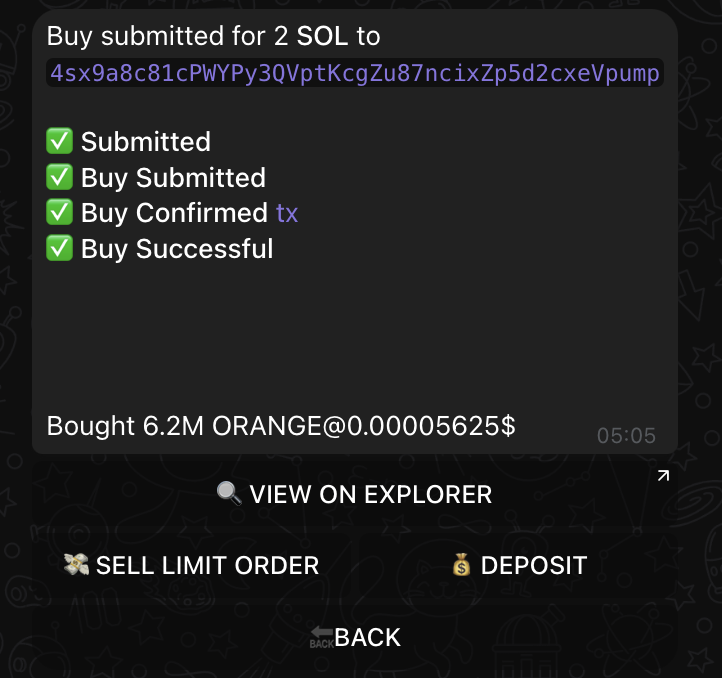 Buy submitted for 2 SOL to
4sx9a8c81cPWYPy3QVptKcgZu87ncixZp5d2cxeVpump
✅ Submitted
✅ Buy Submitted
✅ Buy Confirmed tx
✅ Buy Successful
Bought 6.2M ORANGE@0.00005625$
05:05
🔍 VIEW ON EXPLORER
💸 SELL LIMIT ORDER
💰 DEPOSIT
🔙BACK